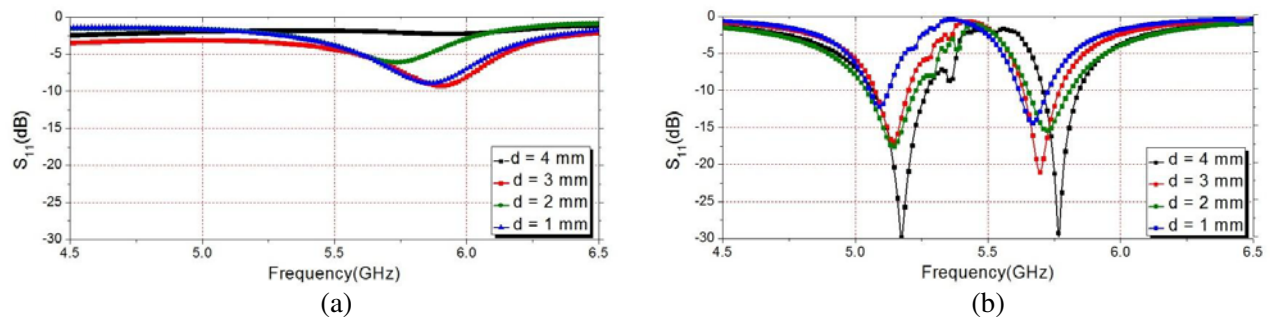 0
-5
-10
-15
-20
-25
-30
S11(dB)
d = 4 mm
d = 3 mm
d = 2 mm
d = 1 mm
4.5 5.0 5.5 6.0 6.5
Frequency(GHz)
(a)
0
-5
-10
-15
-20
-25
-30
S11(dB)
d = 4 mm
d = 3 mm
d = 2 mm
d = 1 mm
4.5 5.0 5.5 6.0 6.5
Frequency(GHz)
(b)